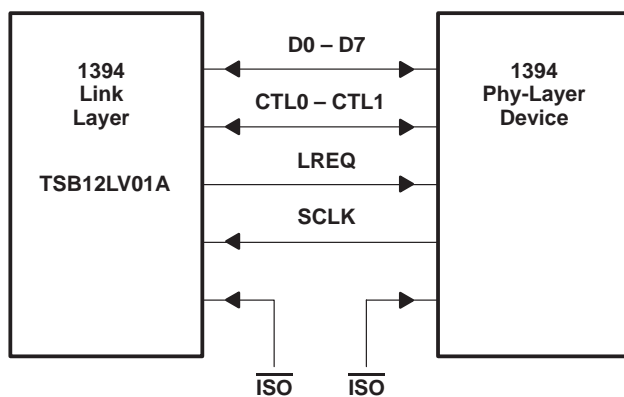 1394
Link
Layer
TSB12LV01A
D0 – D7
CTL0 – CTL1
LREQ
SCLK
1394
Phy-Layer
Device
ISO
ISO